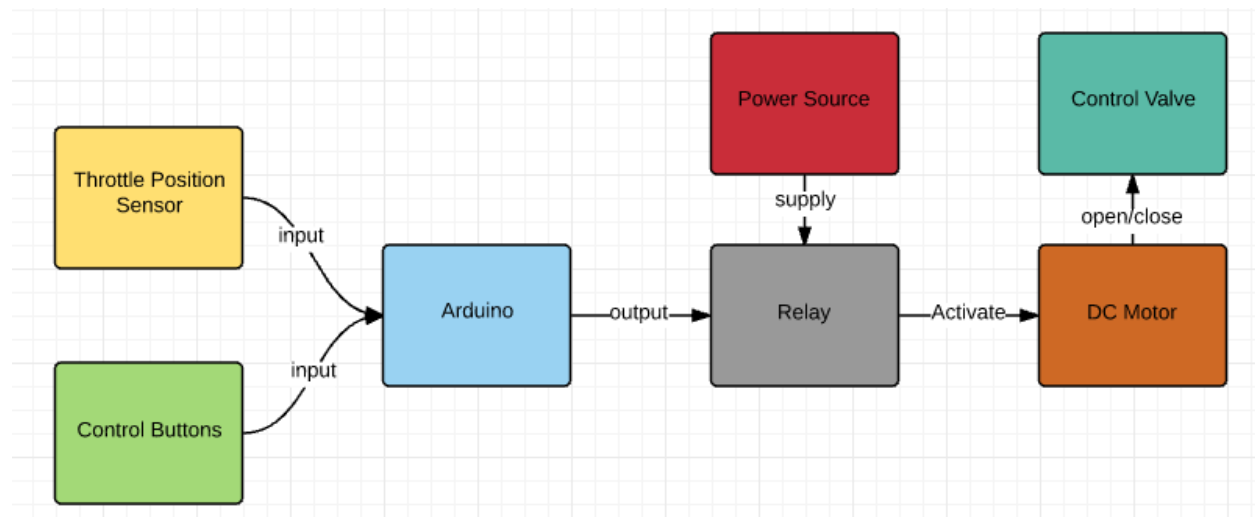 Throttle Position
Sensor
input
Control Buttons
input
Arduino
output
Power Source
supply
Relay
Activate
DC Motor
open/close
Control Valve